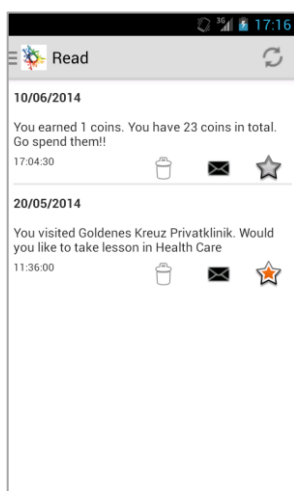 3G 17:16
Read
10/06/2014
You earned 1 coins. You have 23 coins in total.
Go spend them!!
17:04:30
20/05/2014
You visited Goldenes Kreuz Privatklinik. Would
you like to take lesson in Health Care
11:36:00